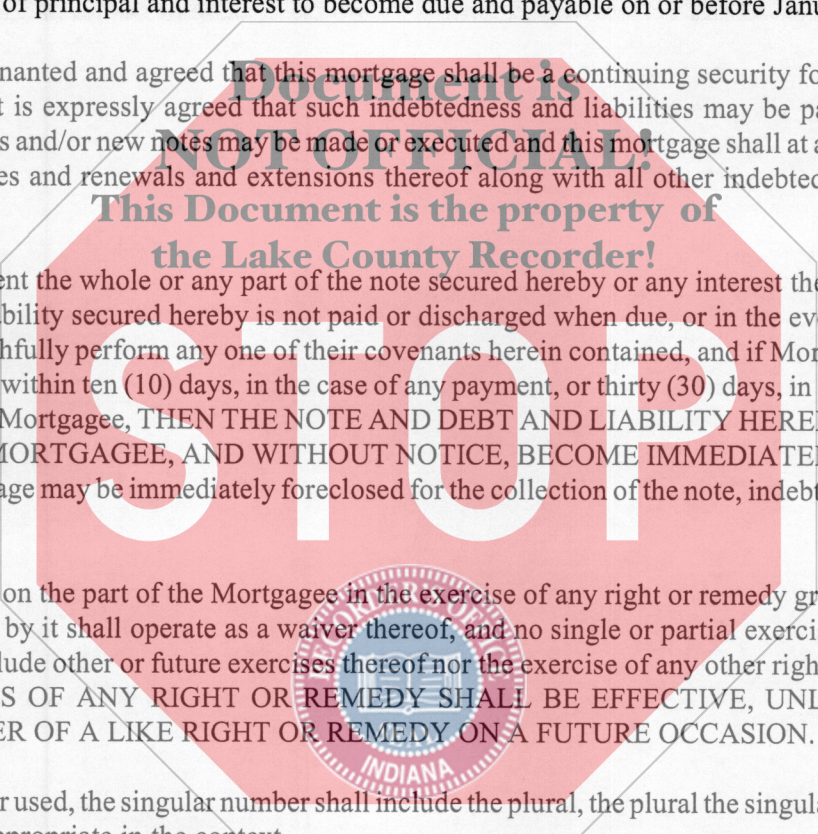 of principal and interest to become due and payable on or before Janu
Document is
nanted and agreed that this mortgage shall be a continuing security fo
t is expressly agreed that such indebtedness and liabilities may be pa
NOT OFFICIAL!
s and/or new notes may be made or executed and this mortgage shall at a
es and renewals and extensions thereof along with all other indebted
This Document is the property of
the Lake County Recorder!
ent the whole or any part of the note secured hereby or any interest the
bility secured hereby is not paid or discharged when due, or in the eve
hfully perform any one of their covenants herein contained, and if Mor
within ten (10) days, in the case of any payment, or thirty (30) days, in
Mortgagee, THEN THE NOTE AND DEBT AND LIABILITY HERE
MORTGAGEE, AND WITHOUT NOTICE, BECOME IMMEDIATE
age may be immediately foreclosed for the collection of the note, indebt
STOP
on the part of the Mortgagee in the exercise of any right or remedy gr
by it shall operate as a waiver thereof, and no single or partial exerci
lude other or future exercises thereof nor the exercise of any other righ
S OF ANY RIGHT OR REMEDY SHALL BE EFFECTIVE, UNL
ER OF A LIKE RIGHT OR REMEDY ON A FUTURE OCCASION.
RECORDER'S OFFICE
INDIANA
r used, the singular number shall include the plural, the plural the singula
propriate in the context.